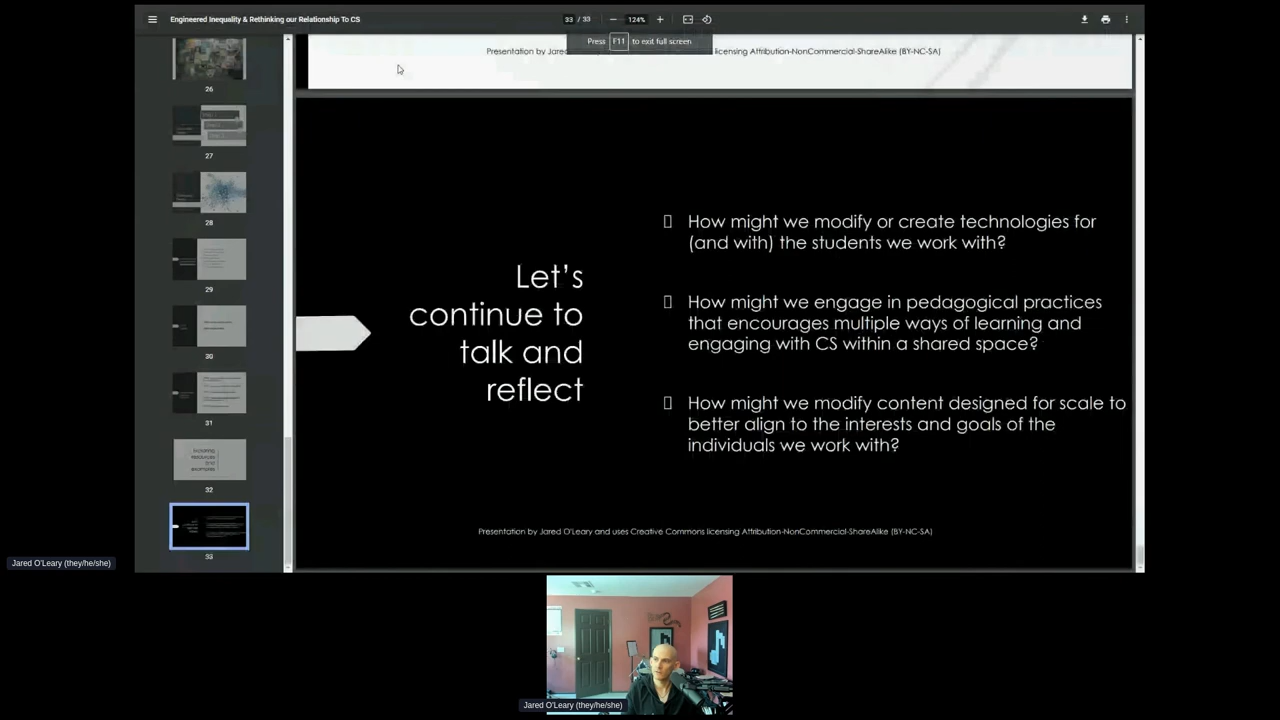 Engineered Inequality & Rethinking our Relationship To CS
33 / 33
124%
Press F11 to exit full screen
Presentation by Jared
licensing Attribution-NonCommercial-ShareAlike (BY-NC-SA)
26
27
28
29
30
31
32
33
Let's
continue to
talk and
reflect
How might we modify or create technologies for
(and with) the students we work with?
How might we engage in pedagogical practices
that encourages multiple ways of learning and
engaging with CS within a shared space?
How might we modify content designed for scale to
better align to the interests and goals of the
individuals we work with?
Presentation by Jared O'Leary and uses Creative Commons licensing Attribution-NonCommercial-ShareAlike (BY-NC-SA)
Jared O'Leary (they/he/she)
Jared O'Leary (they/he/she)